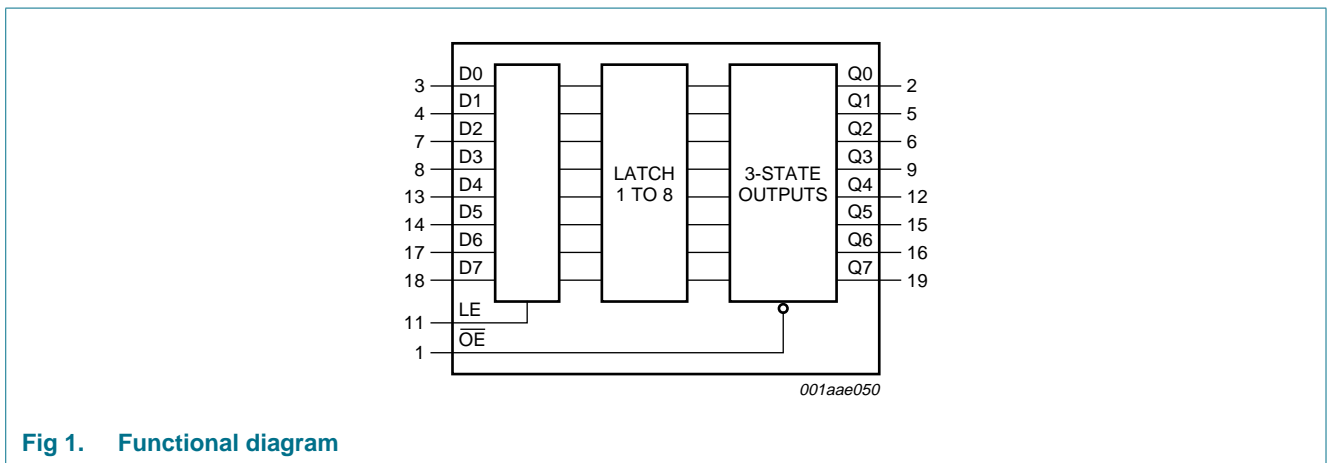 3 D0 Q0 2
4 D1 Q1 5
7 D2 Q2 6
8 D3 Q3 9
13 D4 LATCH 1 TO 8 3-STATE OUTPUTS Q4 12
14 D5 Q5 15
17 D6 Q6 16
18 D7 Q7 19
11 LE
1 O̅E̅
001aae050
Fig 1. Functional diagram